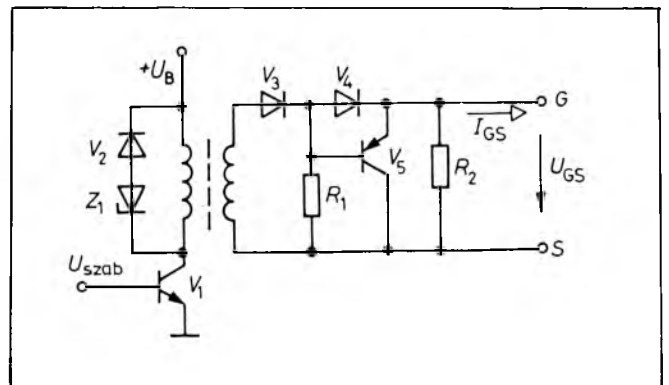 +U_B
V_3
V_4
G
I_GS
V_2
Z_1
V_5
R_1
R_2
U_GS
U_szab
V_1
S